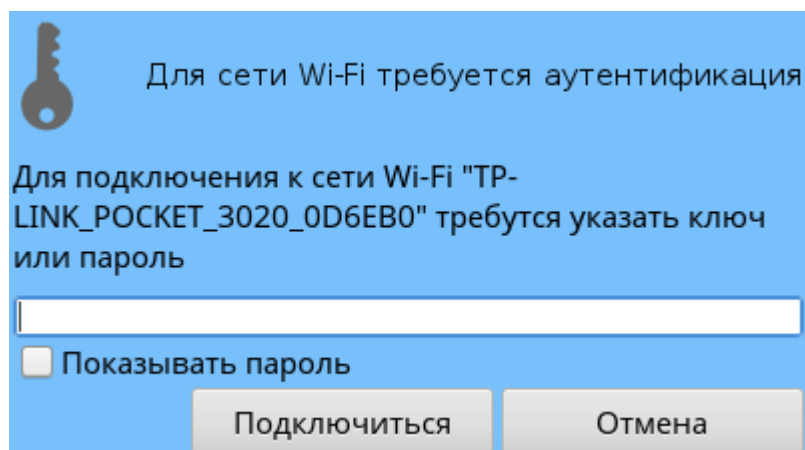 Для сети Wi-Fi требуется аутентификация
Для подключения к сети Wi-Fi "TP-
LINK_POCKET_3020_0D6EB0" требутся указать ключ
или пароль
Показывать пароль
Подключиться Отмена